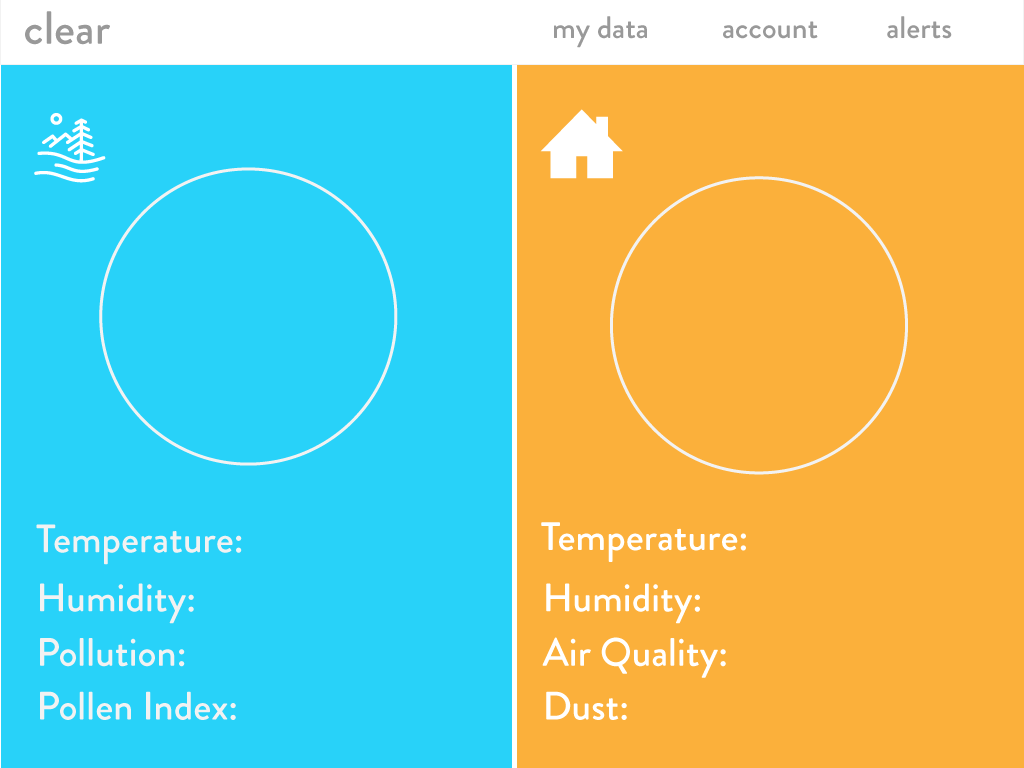 clear
my data account alerts
Temperature:
Humidity:
Pollution:
Pollen Index:
Temperature:
Humidity:
Air Quality:
Dust: